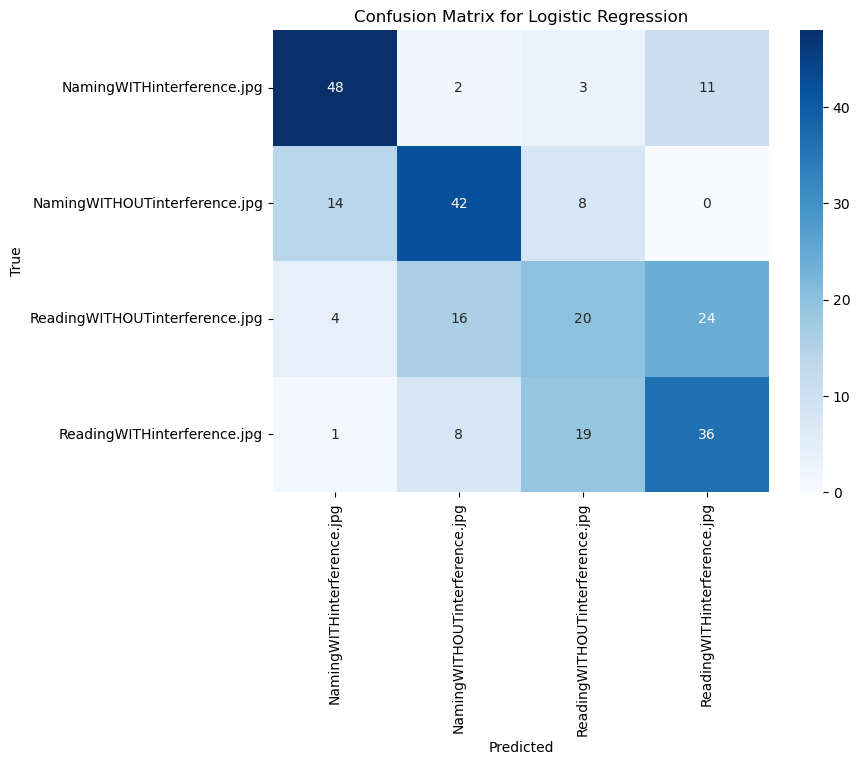 Confusion Matrix for Logistic Regression
NamingWITHinterference.jpg 48 2 3 11
NamingWITHOUTinterference.jpg 14 42 8 0
ReadingWITHOUTinterference.jpg 4 16 20 24
ReadingWITHinterference.jpg 1 8 19 36
True
NamingWITHinterference.jpg
NamingWITHOUTinterference.jpg
ReadingWITHOUTinterference.jpg
ReadingWITHinterference.jpg
Predicted
40
30
20
10
0